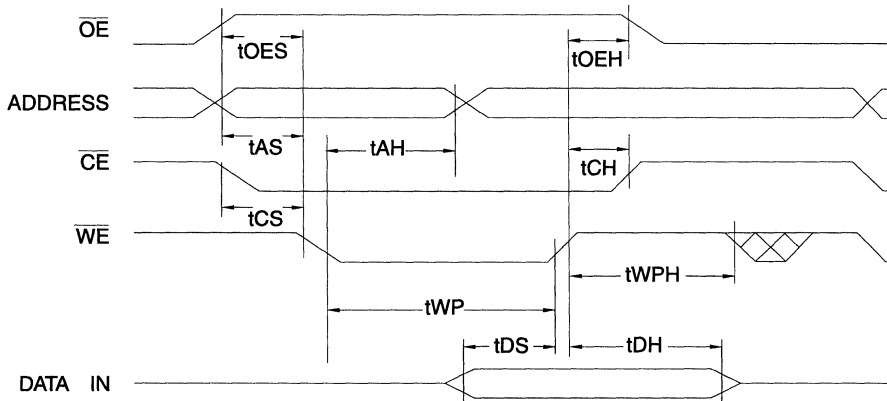 OE
tOES
tOEH
ADDRESS
tAS
tAH
CE
tCH
tCS
WE
tWPH
tWP
tDS
tDH
DATA IN